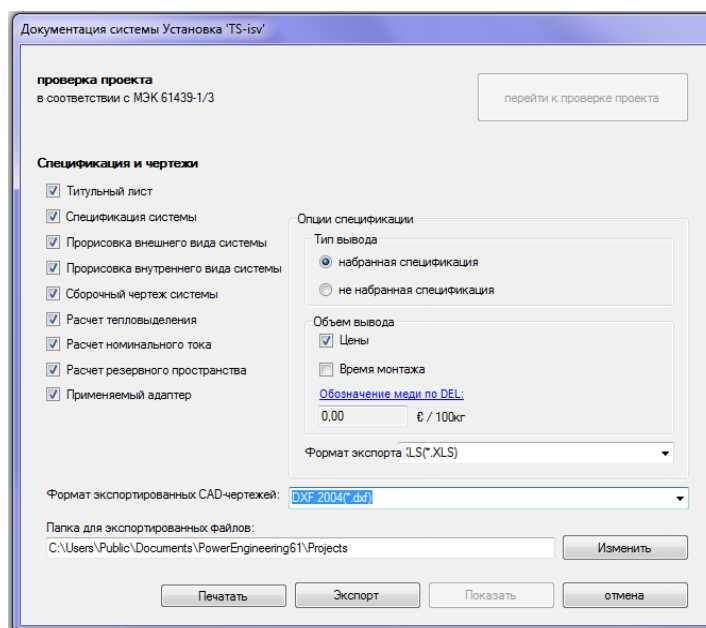 Документация системы Установка 'TS-isv'
проверка проекта
в соответствии с МЭК 61439-1/3
перейти к проверке проекта
Спецификация и чертежи
Титульный лист
Спецификация системы
Прорисовка внешнего вида системы
Прорисовка внутреннего вида системы
Сборочный чертеж системы
Расчет тепловыделения
Расчет номинального тока
Расчет резервного пространства
Применяемый адаптер
Опции спецификации
Тип вывода
набранная спецификация
не набранная спецификация
Объем вывода
Цены
Время монтажа
Обозначение меди по DEL:
0,00 € / 100кг
Формат экспорта XLS(*.XLS)
Формат экспортированных CAD-чертежей: DXF 2004(*.dxf)
Папка для экспортированных файлов:
C:\Users\Public\Documents\PowerEngineering61\Projects Изменить
Печатать Экспорт Показать отмена